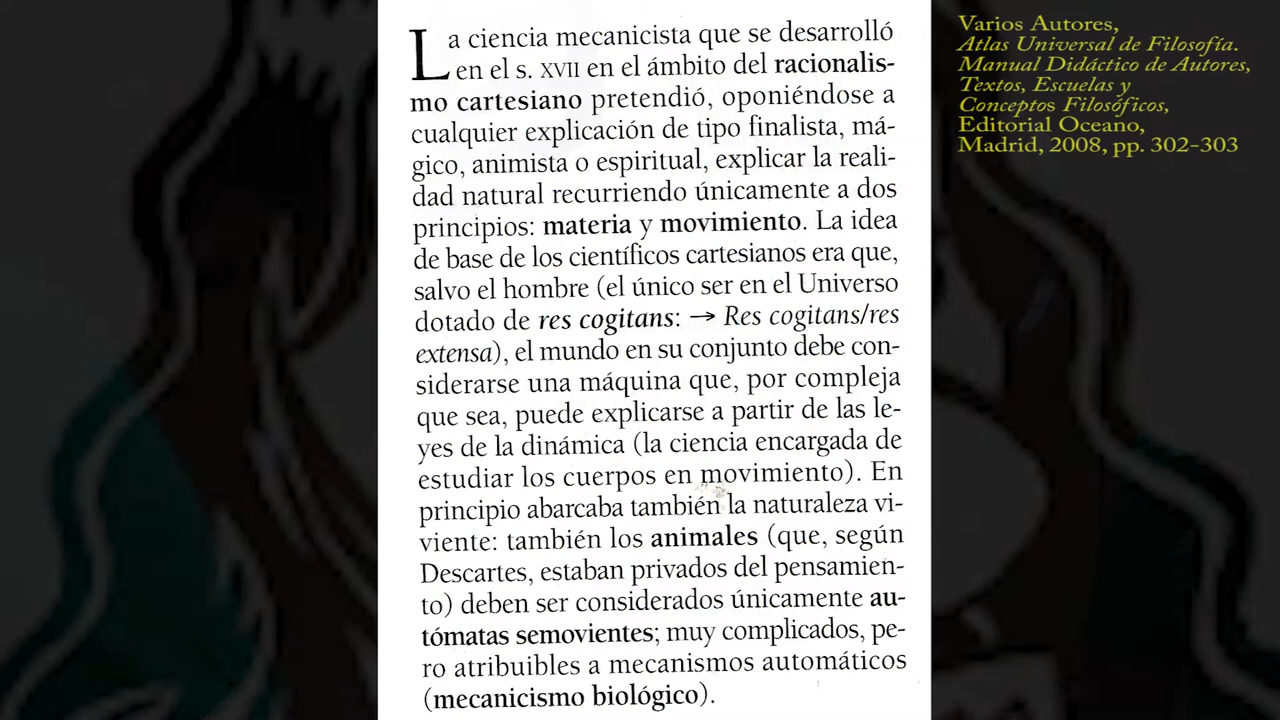 La ciencia mecanicista que se desarrolló
en el s. XVII en el ámbito del racionalis-
mo cartesiano pretendió, oponiéndose a
cualquier explicación de tipo finalista, má-
gico, animista o espiritual, explicar la reali-
dad natural recurriendo únicamente a dos
principios: materia y movimiento. La idea
de base de los científicos cartesianos era que,
salvo el hombre (el único ser en el Universo
dotado de res cogitans: → Res cogitans/res
extensa), el mundo en su conjunto debe con-
siderarse una máquina que, por compleja
que sea, puede explicarse a partir de las le-
yes de la dinámica (la ciencia encargada de
estudiar los cuerpos en movimiento). En
principio abarcaba también la naturaleza vi-
viente: también los animales (que, según
Descartes, estaban privados del pensamien-
to) deben ser considerados únicamente au-
tómatas semovientes; muy complicados, pe-
ro atribuibles a mecanismos automáticos
(mecanicismo biológico).
Varios Autores,
Atlas Universal de Filosofía.
Manual Didáctico de Autores,
Textos, Escuelas y
Conceptos Filosóficos,
Editorial Oceano,
Madrid, 2008, pp. 302-303